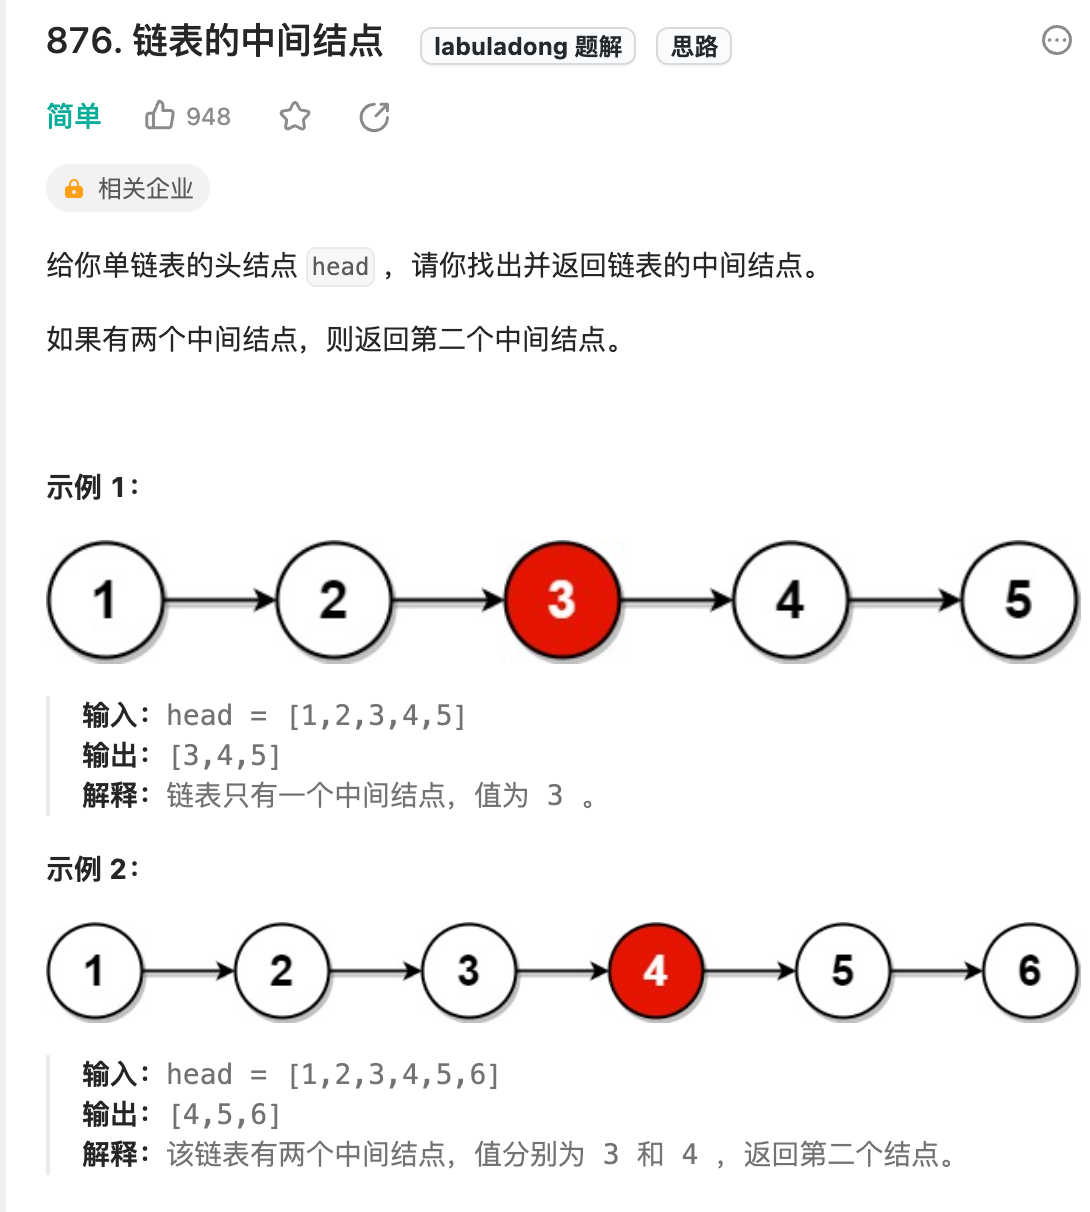 876. 链表的中间结点 labuladong 题解 思路
简单 948
相关企业
给你单链表的头结点 head ，请你找出并返回链表的中间结点。
如果有两个中间结点，则返回第二个中间结点。
示例 1：
1 2 3 4 5
输入：head = [1,2,3,4,5]
输出：[3,4,5]
解释：链表只有一个中间结点，值为 3 。
示例 2：
1 2 3 4 5 6
输入：head = [1,2,3,4,5,6]
输出：[4,5,6]
解释：该链表有两个中间结点，值分别为 3 和 4 ，返回第二个结点。